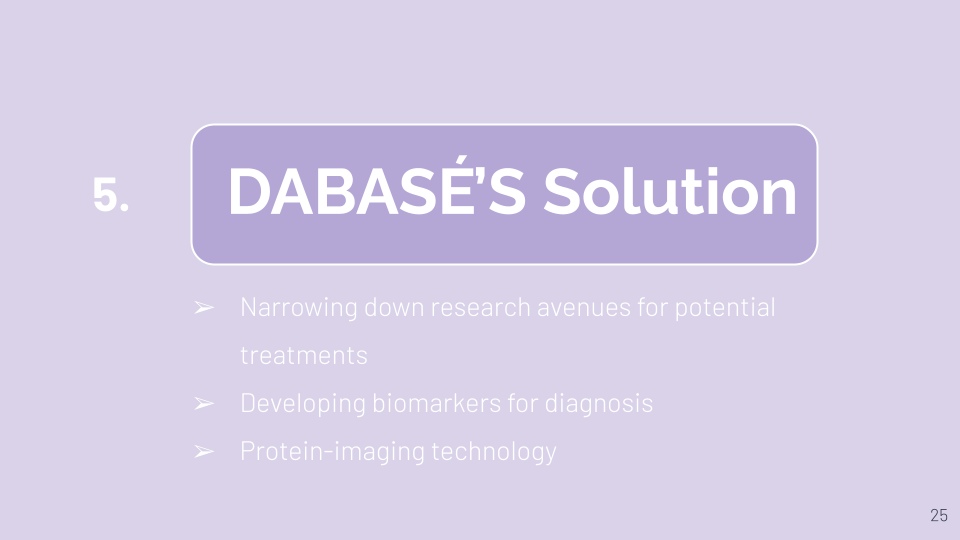 5.
DABASÉ’S Solution
➢ Narrowing down research avenues for potential
treatments
➢ Developing biomarkers for diagnosis
➢ Protein-imaging technology
25